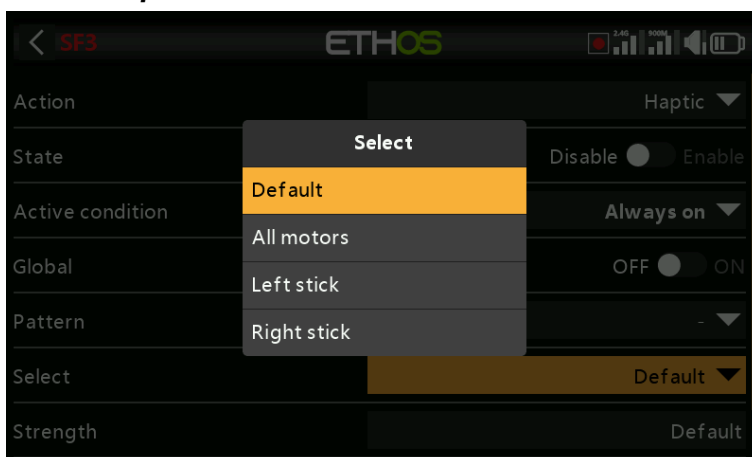 SF3 ETHOS 2.4G 900M
Action Haptic
Select
State Disable Enable
Default
Active condition Always on
All motors
Global OFF ON
Left stick
Pattern -
Right stick
Select Default
Strength Default